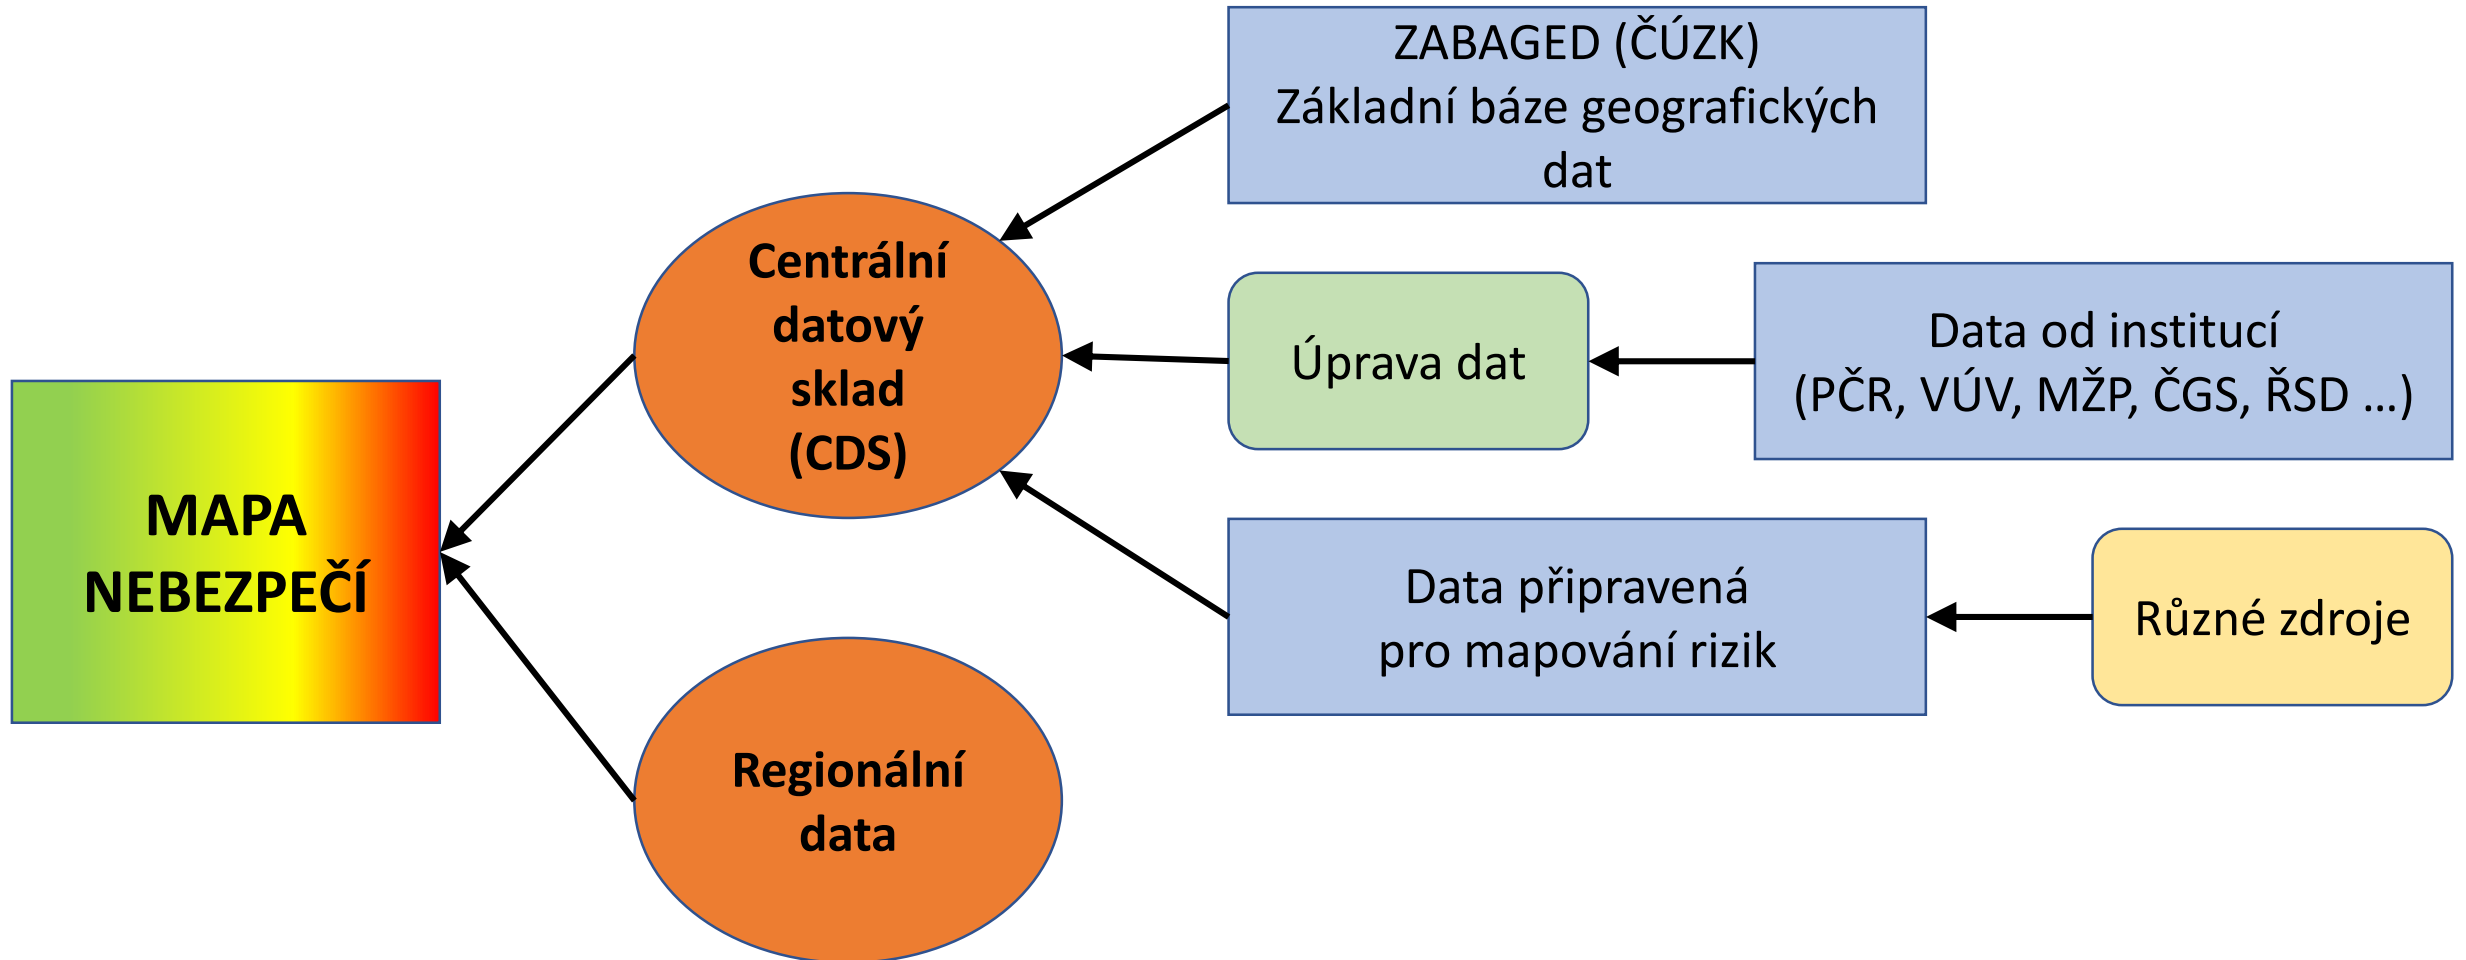 ZABAGED (ČÚZK)
Základní báze geografických
dat
Centrální
datový
sklad
(CDS)
Úprava dat
Data od institucí
(PČR, VÚV, MŽP, ČGS, ŘSD ...)
MAPA
NEBEZPEČÍ
Data připravená
pro mapování rizik
Různé zdroje
Regionální
data